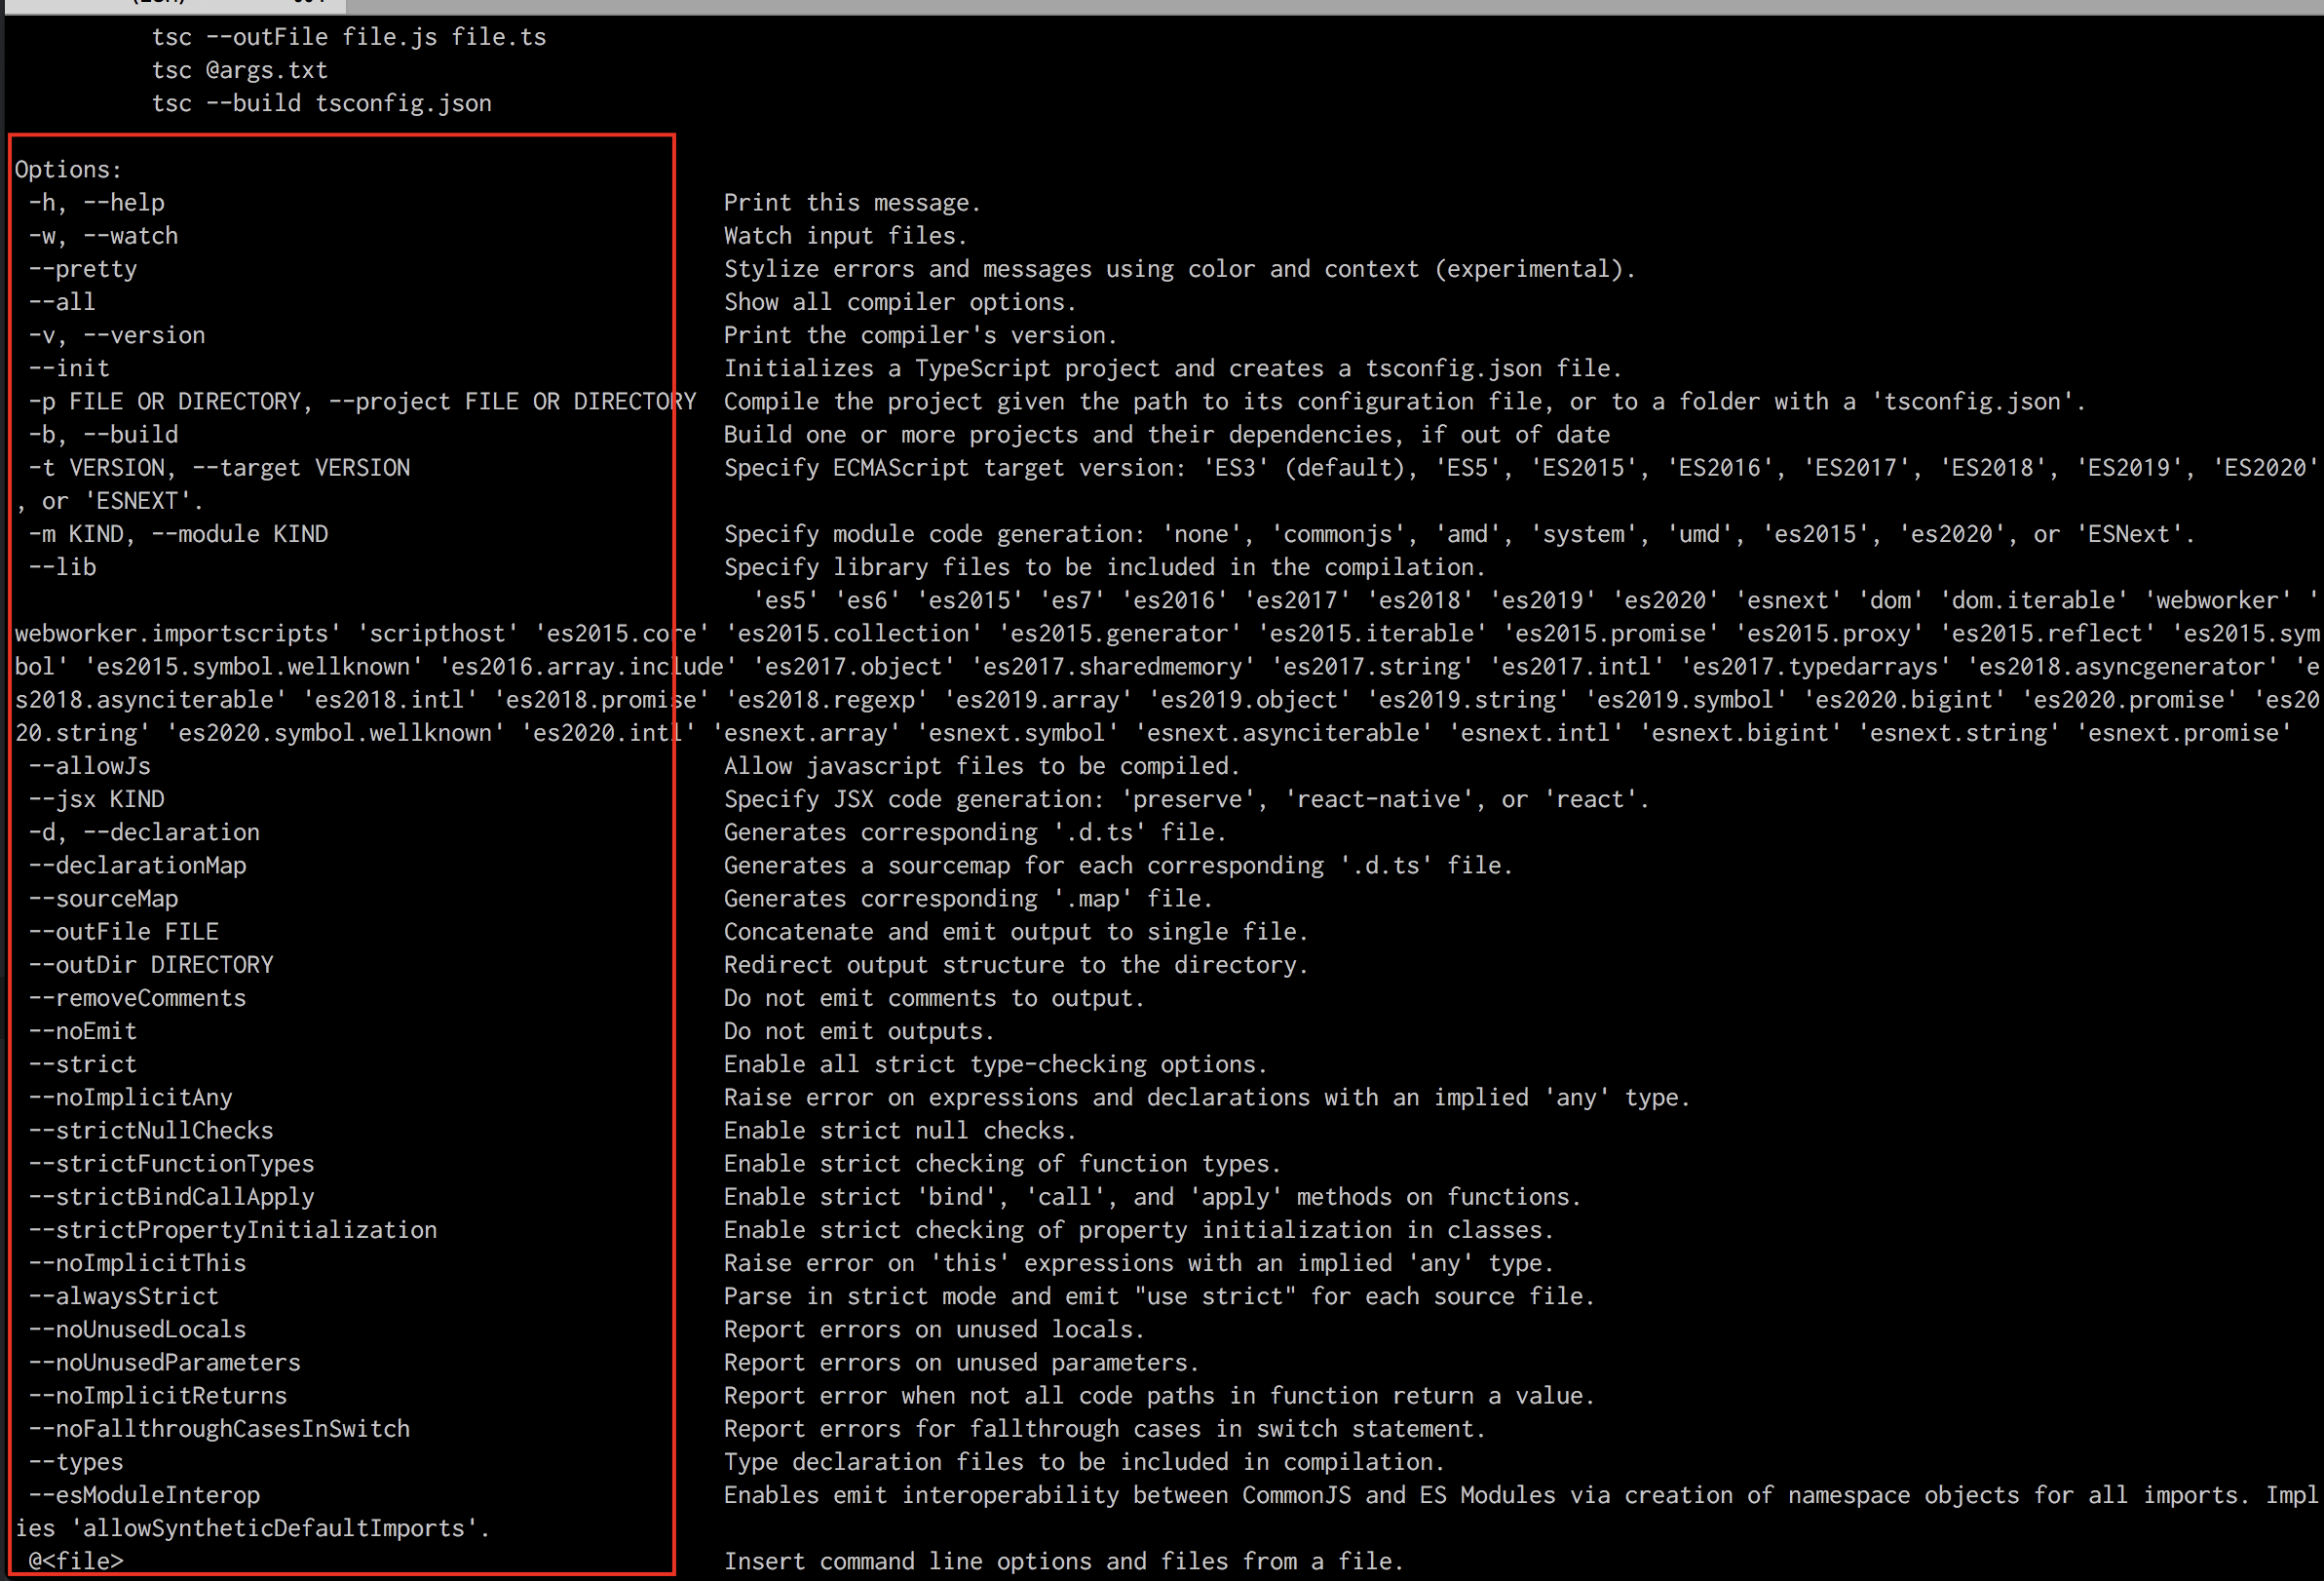 tsc --outFile file.js file.ts
tsc @args.txt
tsc --build tsconfig.json
Options:
-h, --help Print this message.
-w, --watch Watch input files.
--pretty Stylize errors and messages using color and context (experimental).
--all Show all compiler options.
-v, --version Print the compiler's version.
--init Initializes a TypeScript project and creates a tsconfig.json file.
-p FILE OR DIRECTORY, --project FILE OR DIRECTORY Compile the project given the path to its configuration file, or to a folder with a 'tsconfig.json'.
-b, --build Build one or more projects and their dependencies, if out of date
-t VERSION, --target VERSION Specify ECMAScript target version: 'ES3' (default), 'ES5', 'ES2015', 'ES2016', 'ES2017', 'ES2018', 'ES2019', 'ES2020'
, or 'ESNEXT'.
-m KIND, --module KIND Specify module code generation: 'none', 'commonjs', 'amd', 'system', 'umd', 'es2015', 'es2020', or 'ESNext'.
--lib Specify library files to be included in the compilation.
'es5' 'es6' 'es2015' 'es7' 'es2016' 'es2017' 'es2018' 'es2019' 'es2020' 'esnext' 'dom' 'dom.iterable' 'webworker' '
webworker.importscripts' 'scripthost' 'es2015.core' 'es2015.collection' 'es2015.generator' 'es2015.iterable' 'es2015.promise' 'es2015.proxy' 'es2015.reflect' 'es2015.sym
bol' 'es2015.symbol.wellknown' 'es2016.array.include' 'es2017.object' 'es2017.sharedmemory' 'es2017.string' 'es2017.intl' 'es2017.typedarrays' 'es2018.asyncgenerator' 'e
s2018.asynciterable' 'es2018.intl' 'es2018.promise' 'es2018.regexp' 'es2019.array' 'es2019.object' 'es2019.string' 'es2019.symbol' 'es2020.bigint' 'es2020.promise' 'es20
20.string' 'es2020.symbol.wellknown' 'es2020.intl' 'esnext.array' 'esnext.symbol' 'esnext.asynciterable' 'esnext.intl' 'esnext.bigint' 'esnext.string' 'esnext.promise'
--allowJs Allow javascript files to be compiled.
--jsx KIND Specify JSX code generation: 'preserve', 'react-native', or 'react'.
-d, --declaration Generates corresponding '.d.ts' file.
--declarationMap Generates a sourcemap for each corresponding '.d.ts' file.
--sourceMap Generates corresponding '.map' file.
--outFile FILE Concatenate and emit output to single file.
--outDir DIRECTORY Redirect output structure to the directory.
--removeComments Do not emit comments to output.
--noEmit Do not emit outputs.
--strict Enable all strict type-checking options.
--noImplicitAny Raise error on expressions and declarations with an implied 'any' type.
--strictNullChecks Enable strict null checks.
--strictFunctionTypes Enable strict checking of function types.
--strictBindCallApply Enable strict 'bind', 'call', and 'apply' methods on functions.
--strictPropertyInitialization Enable strict checking of property initialization in classes.
--noImplicitThis Raise error on 'this' expressions with an implied 'any' type.
--alwaysStrict Parse in strict mode and emit "use strict" for each source file.
--noUnusedLocals Report errors on unused locals.
--noUnusedParameters Report errors on unused parameters.
--noImplicitReturns Report error when not all code paths in function return a value.
--noFallthroughCasesInSwitch Report errors for fallthrough cases in switch statement.
--types Type declaration files to be included in compilation.
--esModuleInterop Enables emit interoperability between CommonJS and ES Modules via creation of namespace objects for all imports. Impl
ies 'allowSyntheticDefaultImports'.
@<file> Insert command line options and files from a file.